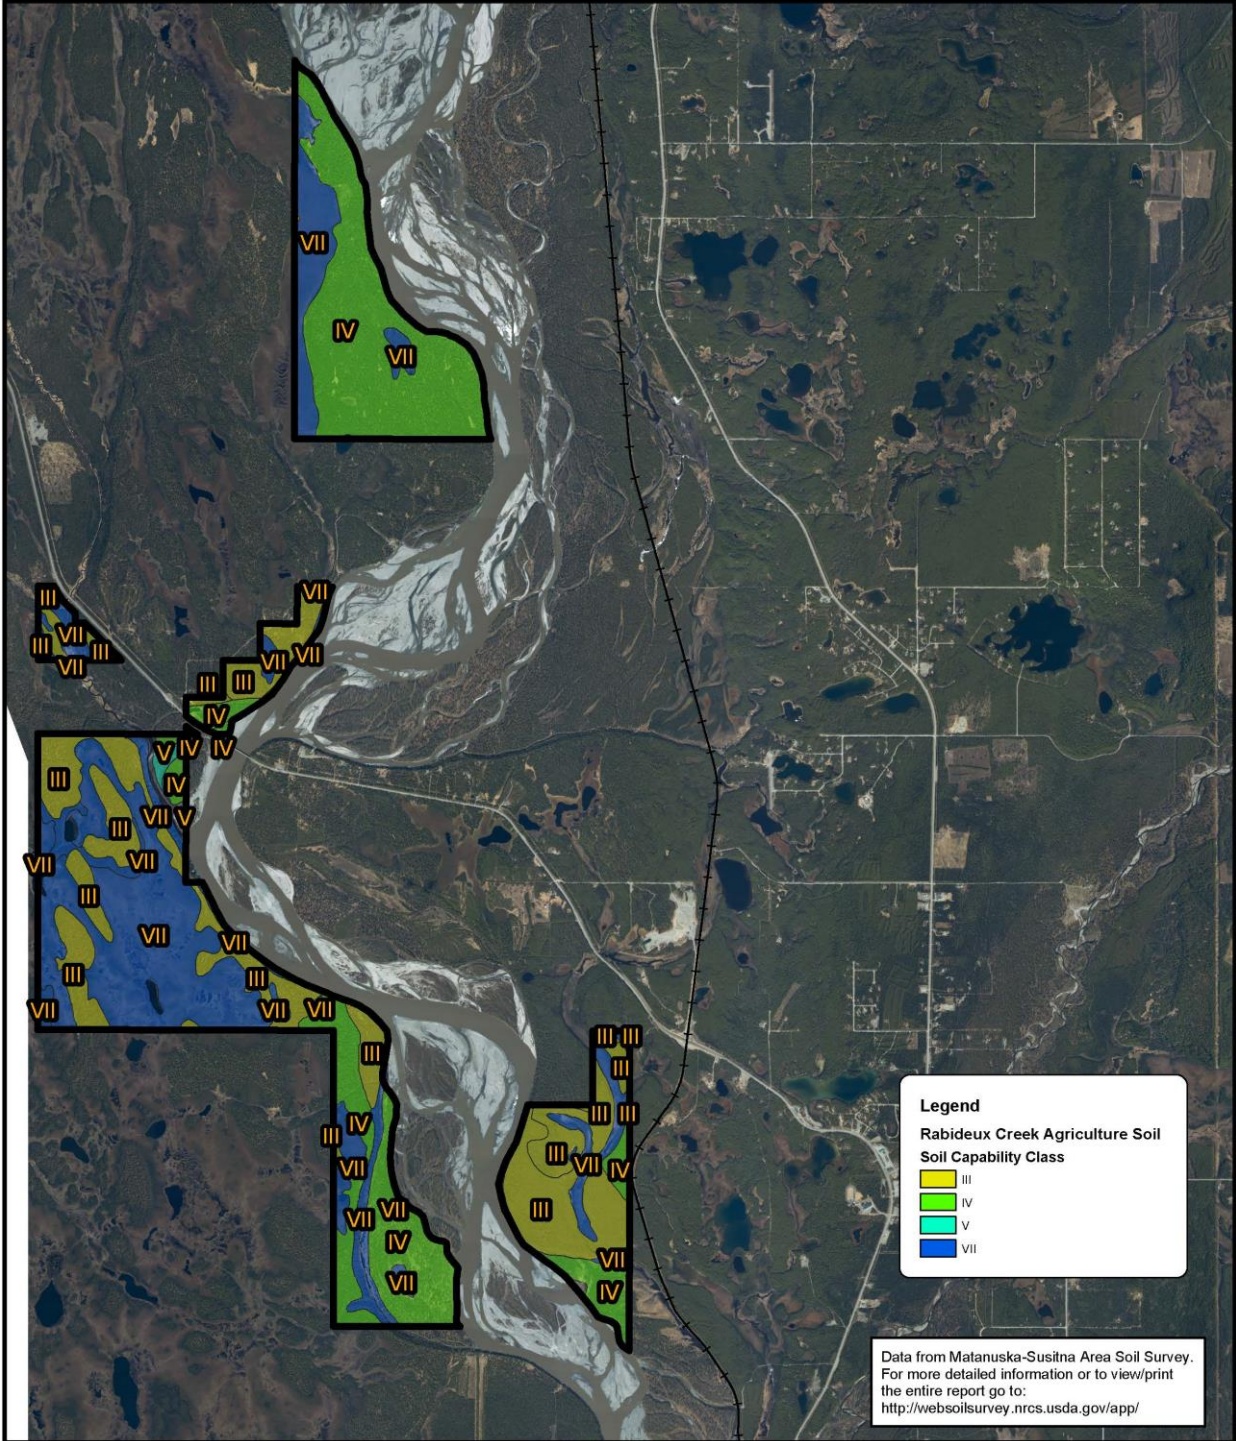 VII
IV
VII
III
VII
III
III
VII
VII
VII
VII
III
III
IV
IV
IV
V
IV
V
VII
III
III
VII
VII
III
VII
VII
III
III
VII
VII
VII
III
IV
III
VII
VII
VII
IV
VII
III
III
III
III
III
III
VII
IV
III
VII
IV
Legend
Rabideux Creek Agriculture Soil
Soil Capability Class
III
IV
V
VII
Data from Matanuska-Susitna Area Soil Survey.
For more detailed information or to view/print
the entire report go to:
http://websoilsurvey.nrcs.usda.gov/app/